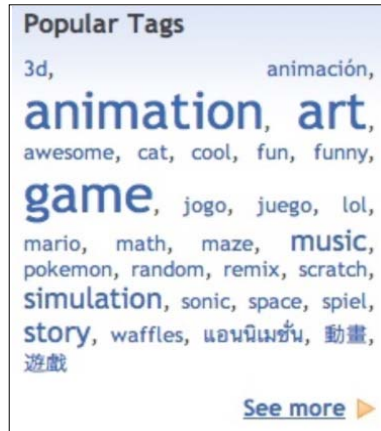 Popular Tags
3d, animación,
animation, art,
awesome, cat, cool, fun, funny,
game, jogo, juego, lol,
mario, math, maze, music,
pokemon, random, remix, scratch,
simulation, sonic, space, spiel,
story, waffles, แอนนิเมชั่น, 動畫,
遊戲
See more